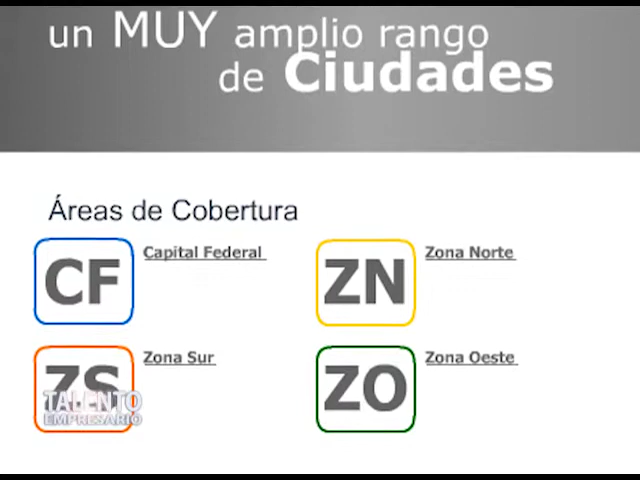 un MUY amplio rango
de Ciudades
Áreas de Cobertura
CF
Capital Federal
ZN
Zona Norte
ZS
Zona Sur
ZO
Zona Oeste
TALENTO
EMPRESARIO